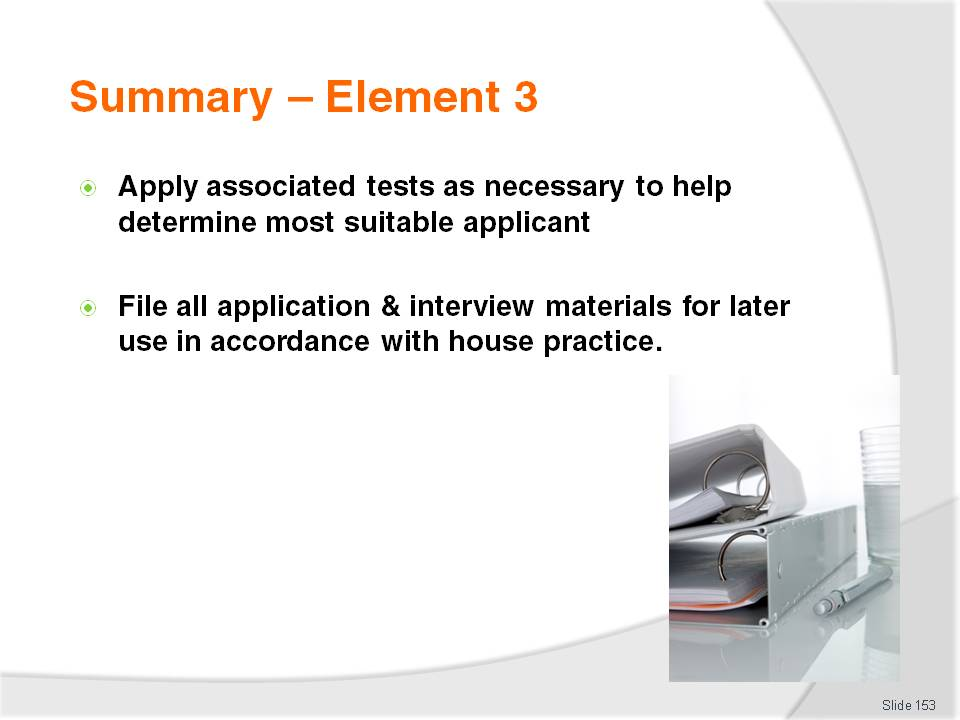 Summary – Element 3
Apply associated tests as necessary to help
determine most suitable applicant
File all application & interview materials for later
use in accordance with house practice.
Slide 153